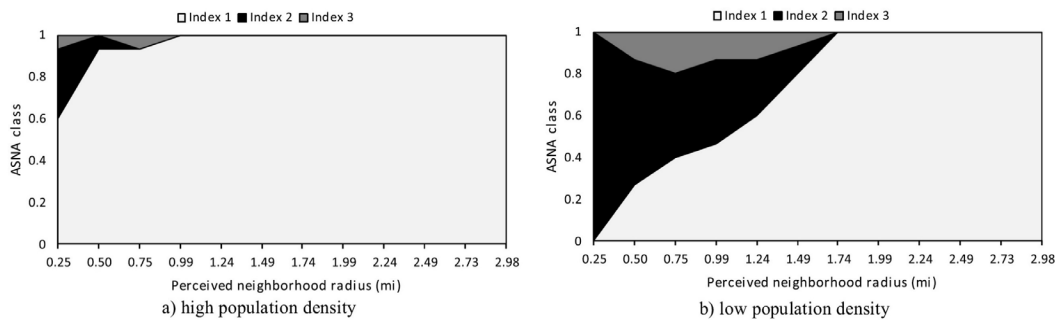 Index 1 Index 2 Index 3
1
0.8
0.6
0.4
0.2
0
ASNA class
0.25 0.50 0.75 0.99 1.24 1.49 1.74 1.99 2.24 2.49 2.73 2.98
Perceived neighborhood radius (mi)
a) high population density
Index 1 Index 2 Index 3
1
0.8
0.6
0.4
0.2
0
ASNA class
0.25 0.50 0.75 0.99 1.24 1.49 1.74 1.99 2.24 2.49 2.73 2.98
Perceived neighborhood radius (mi)
b) low population density